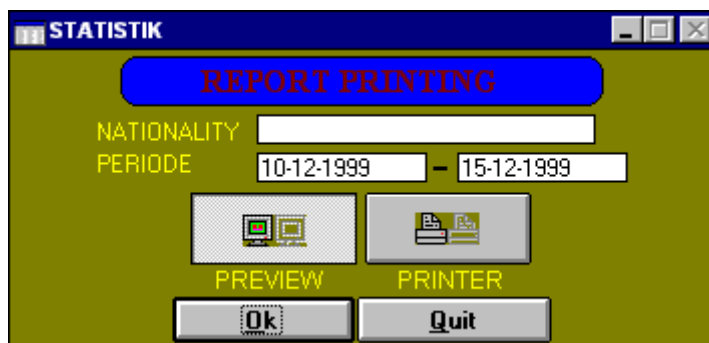 STATISTIK
REPORT PRINTING
NATIONALITY
PERIODE 10-12-1999 – 15-12-1999
PREVIEW PRINTER
Ok Quit